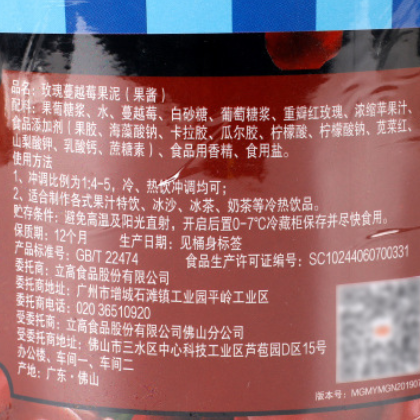 品名：玫瑰蔓越莓果泥（果酱）
配料：果葡糖浆、水、蔓越莓、白砂糖、葡萄糖浆、重瓣红玫瑰、浓缩苹果汁、
食品添加剂（果胶、海藻酸钠、卡拉胶、瓜尔胶、柠檬酸、柠檬酸钠、苋菜红、
山梨酸钾、乳酸钙、蔗糖素）、食品用香精、食用盐。
使用方法
1、冲调比例为1:4-5，冷、热饮冲调均可；
2、适合制作各式果汁特饮、冰沙、冰茶、奶茶等冷热饮品。
贮存条件：避免高温及阳光直射，开启后置0-7℃冷藏柜保存并尽快食用。
保质期：12个月 生产日期：见桶身标签
产品标准号：GB/T 22474 食品生产许可证编号：SC10244060700331
委托商：立高食品股份有限公司
委托商地址：广州市增城石滩镇工业园平岭工业区
委托商电话：020 36510920
受委托商：立高食品股份有限公司佛山分公司
受委托商地址：佛山市三水区中心科技工业区芦苞园D区15号
办公楼、车间一、车间二
产地：广东·佛山
版本：MGMYMGN201907